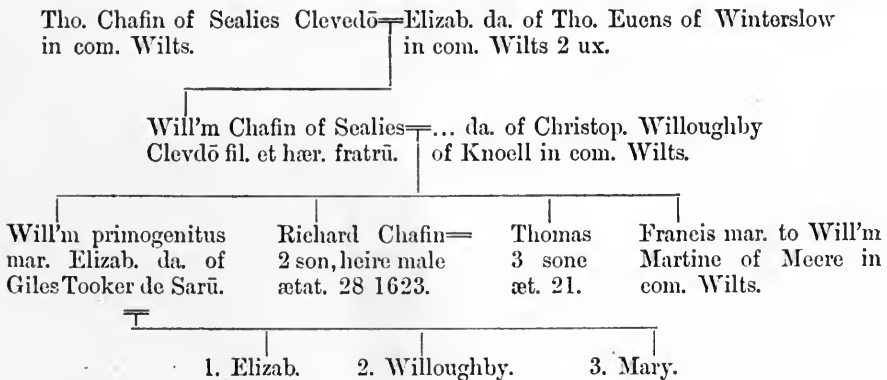 Tho. Chafin of Sealies Clevedō═Elizab. da. of Tho. Euens of Winterslow
in com. Wilts. in com. Wilts 2 ux.
Will'm Chafin of Sealies═... da. of Christop. Willoughby
Clevdō fil. et hær. fratrū. of Knoell in com. Wilts.
Will'm primogenitus Richard Chafin═ Thomas Francis mar. to Will'm
mar. Elizab. da. of 2 son, heire male 3 sone Martine of Meere in
Giles Tooker de Sarū. ætat. 28 1623. æt. 21. com. Wilts.
1. Elizab. 2. Willoughby. 3. Mary.